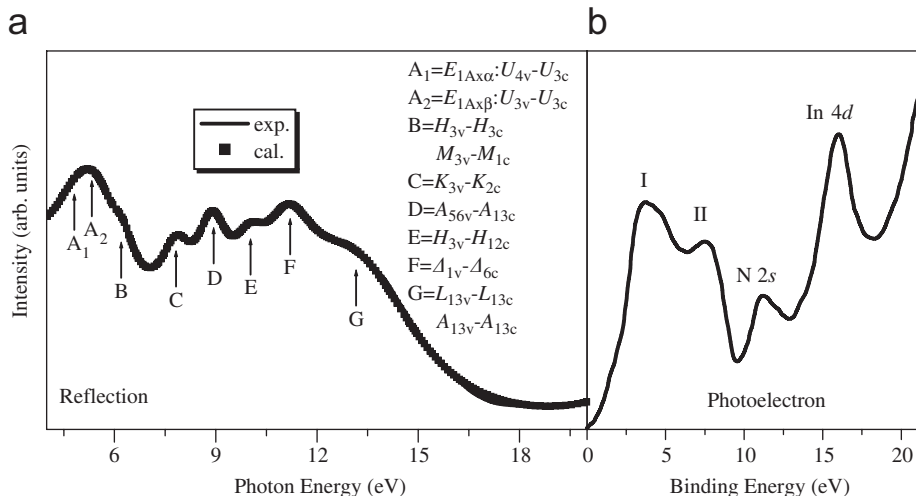 a
b
Intensity (arb. units)
exp.
cal.
A₁=E₁Axα:U₄v-U₃c
A₂=E₁Axβ:U₃v-U₃c
B=H₃v-H₃c
M₃v-M₁c
C=K₃v-K₂c
D=A₅₆v-A₁₃c
E=H₃v-H₁₂c
F=Δ₁v-Δ₆c
G=L₁₃v-L₁₃c
A₁₃v-A₁₃c
A₁
A₂
B
C
D
E
F
G
Reflection
6 9 12 15 18
Photon Energy (eV)
I
II
N 2s
In 4d
Photoelectron
0 5 10 15 20
Binding Energy (eV)